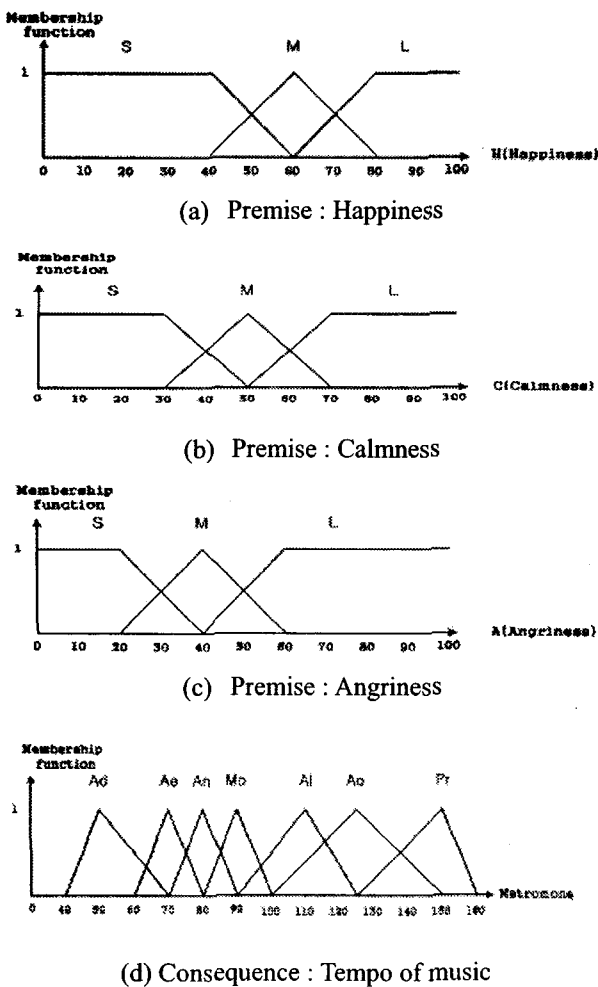 Membership
function
S M L
1
0 10 20 30 40 50 60 70 80 90 100
H(Happiness)
(a) Premise : Happiness
Membership
function
S M L
1
0 10 20 30 40 50 60 70 80 90 100
C(Calmness)
(b) Premise : Calmness
Membership
function
S M L
1
0 10 20 30 40 50 60 70 80 90 100
A(Angriness)
(c) Premise : Angriness
Membership
function
Ad Ae An Mo Al Ao Pr
1
0 40 50 60 70 80 90 100 110 120 130 140 150 160
Metromone
(d) Consequence : Tempo of music